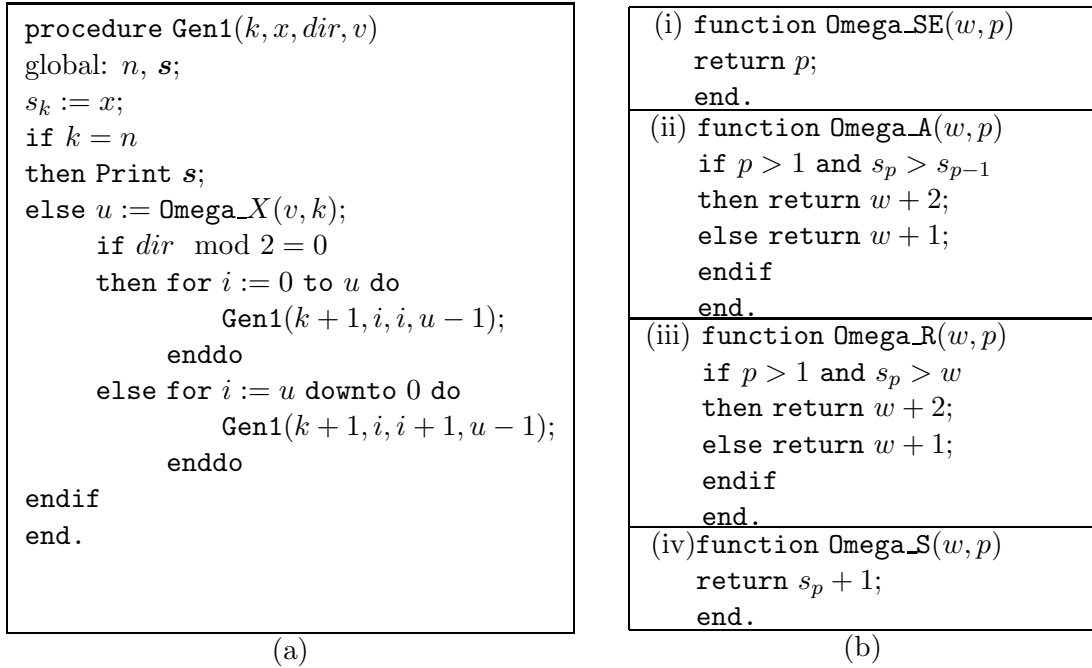 procedure Gen1(k, x, dir, v)
global: n, s;
s_k := x;
if k = n
then Print s;
else u := Omega_X(v, k);
if dir mod 2 = 0
then for i := 0 to u do
Gen1(k + 1, i, i, u − 1);
enddo
else for i := u downto 0 do
Gen1(k + 1, i, i + 1, u − 1);
enddo
endif
end.
(a)
(i) function Omega_SE(w, p)
return p;
end.
(ii) function Omega_A(w, p)
if p > 1 and s_p > s_{p−1}
then return w + 2;
else return w + 1;
endif
end.
(iii) function Omega_R(w, p)
if p > 1 and s_p > w
then return w + 2;
else return w + 1;
endif
end.
(iv)function Omega_S(w, p)
return s_p + 1;
end.
(b)